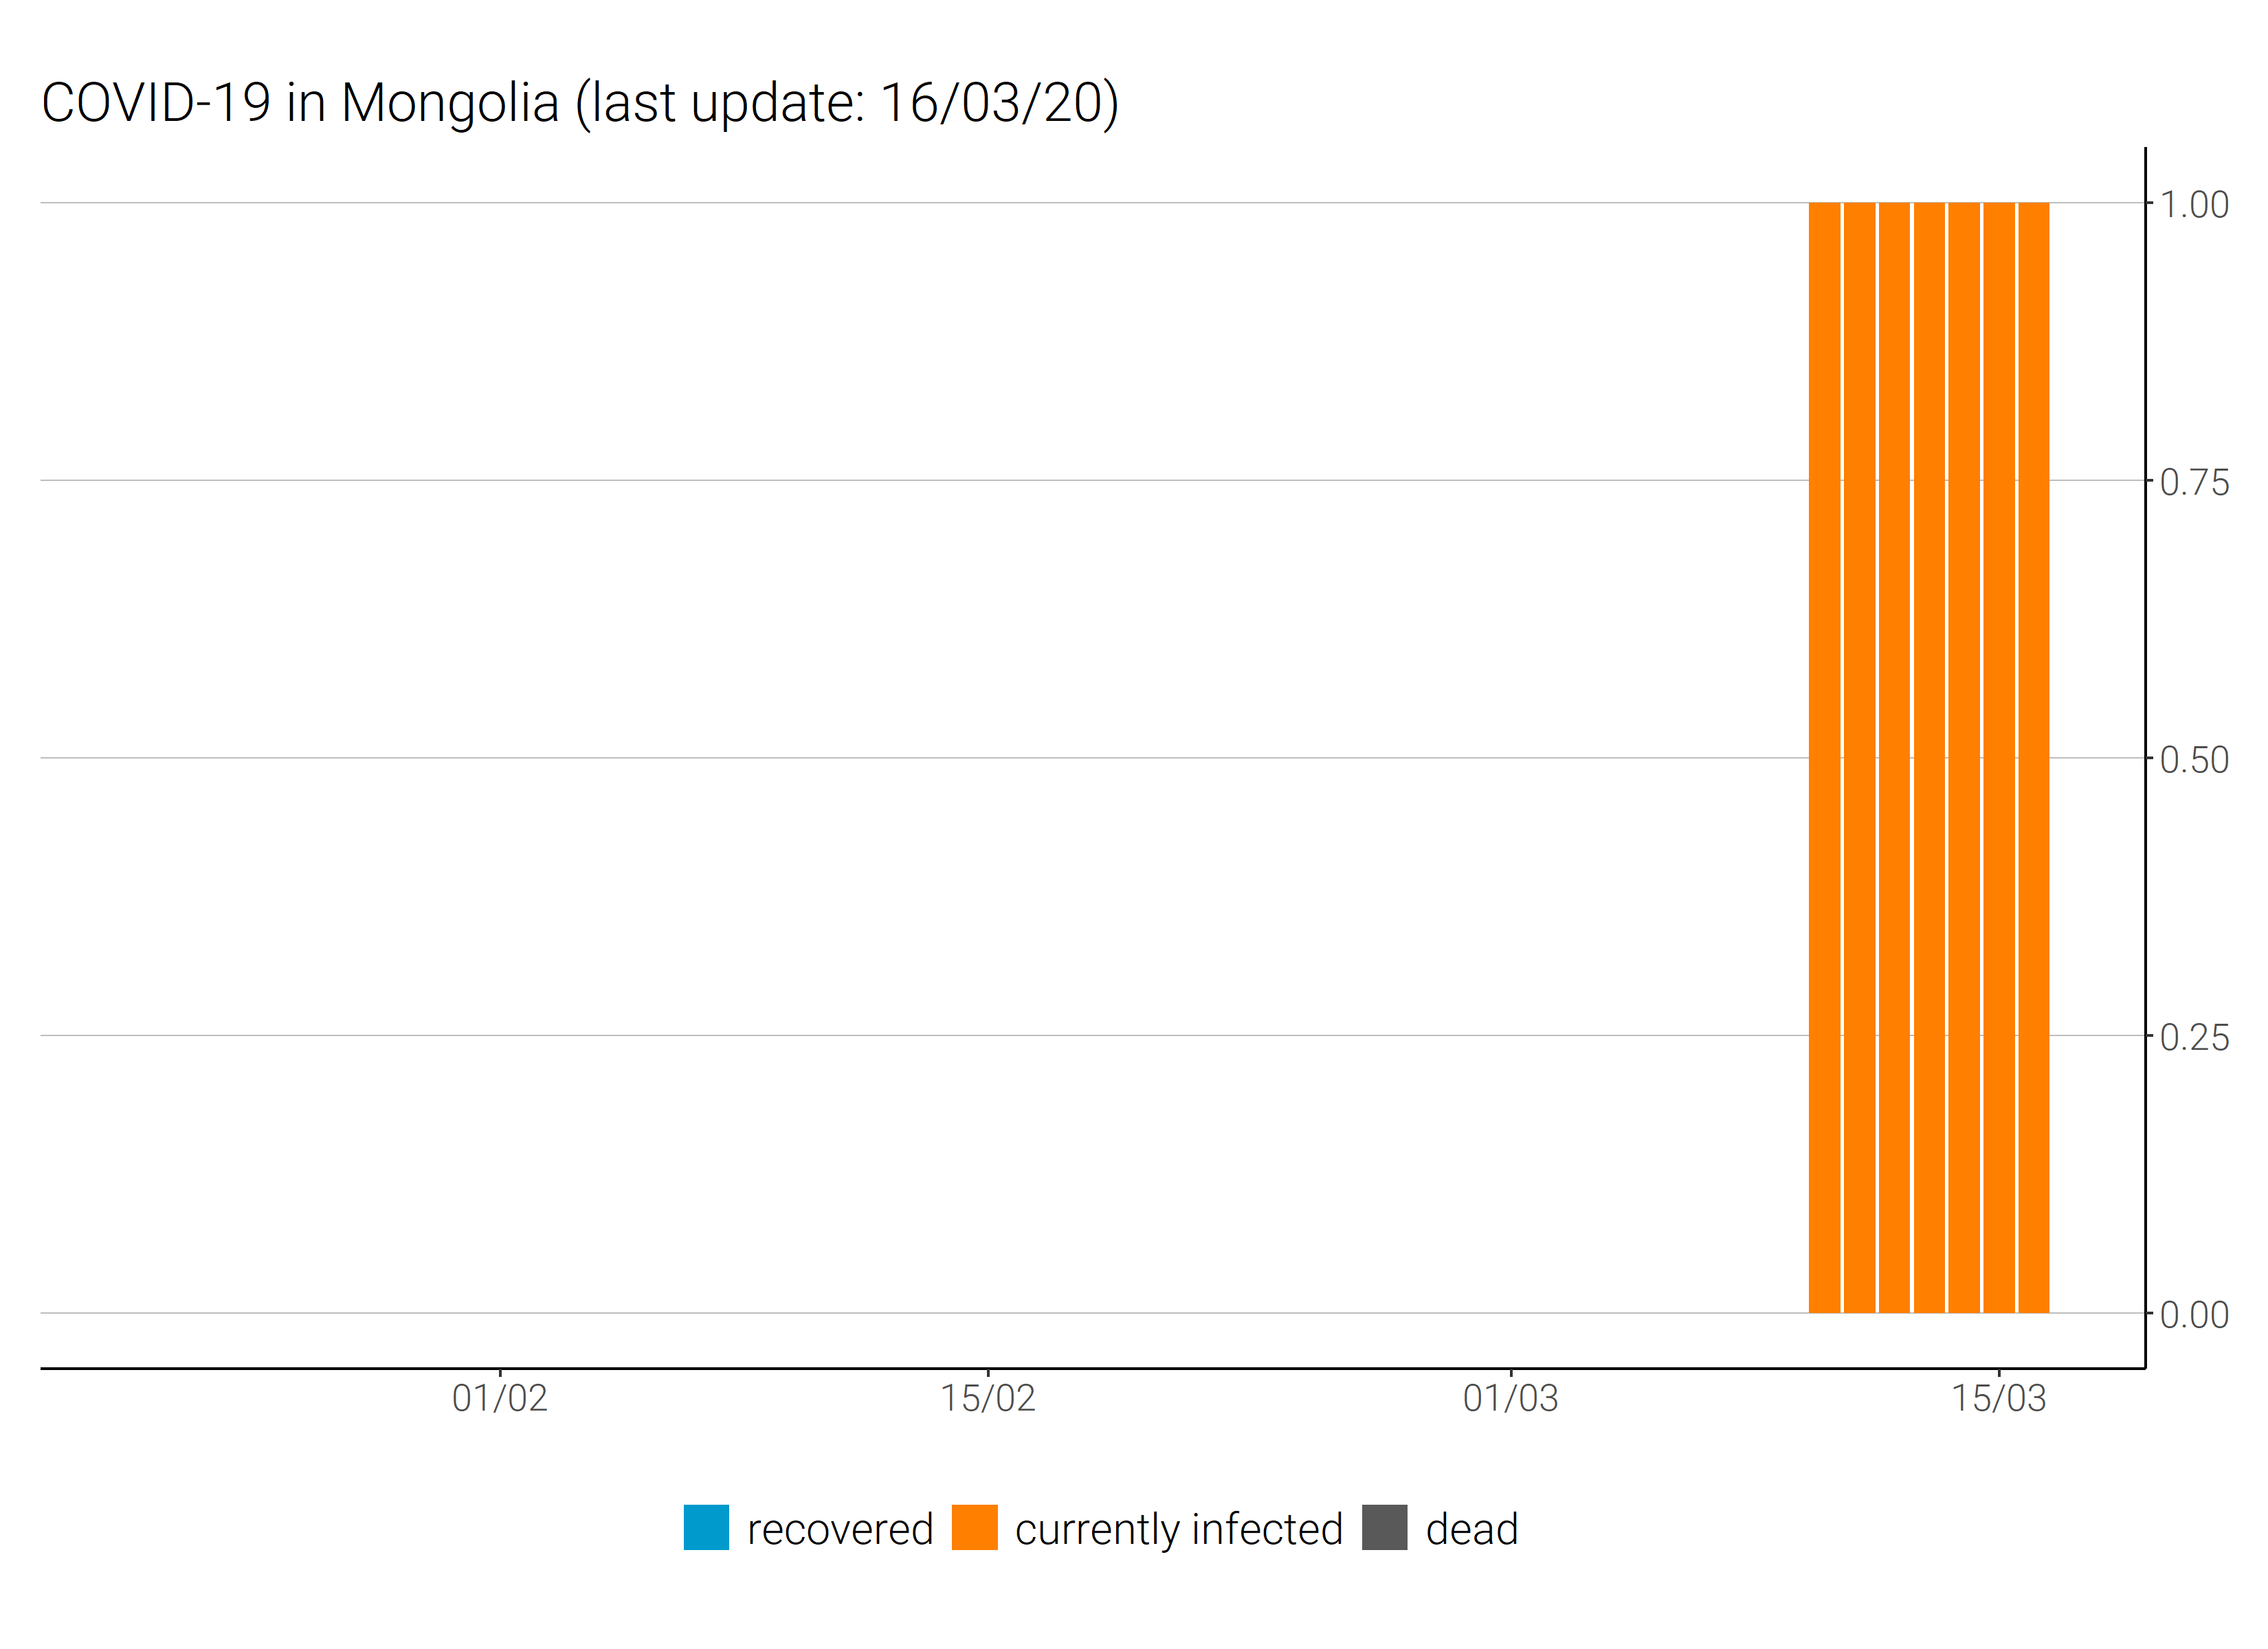 COVID-19 in Mongolia (last update: 16/03/20)
1.00
0.75
0.50
0.25
0.00
01/02 15/02 01/03 15/03
recovered currently infected dead